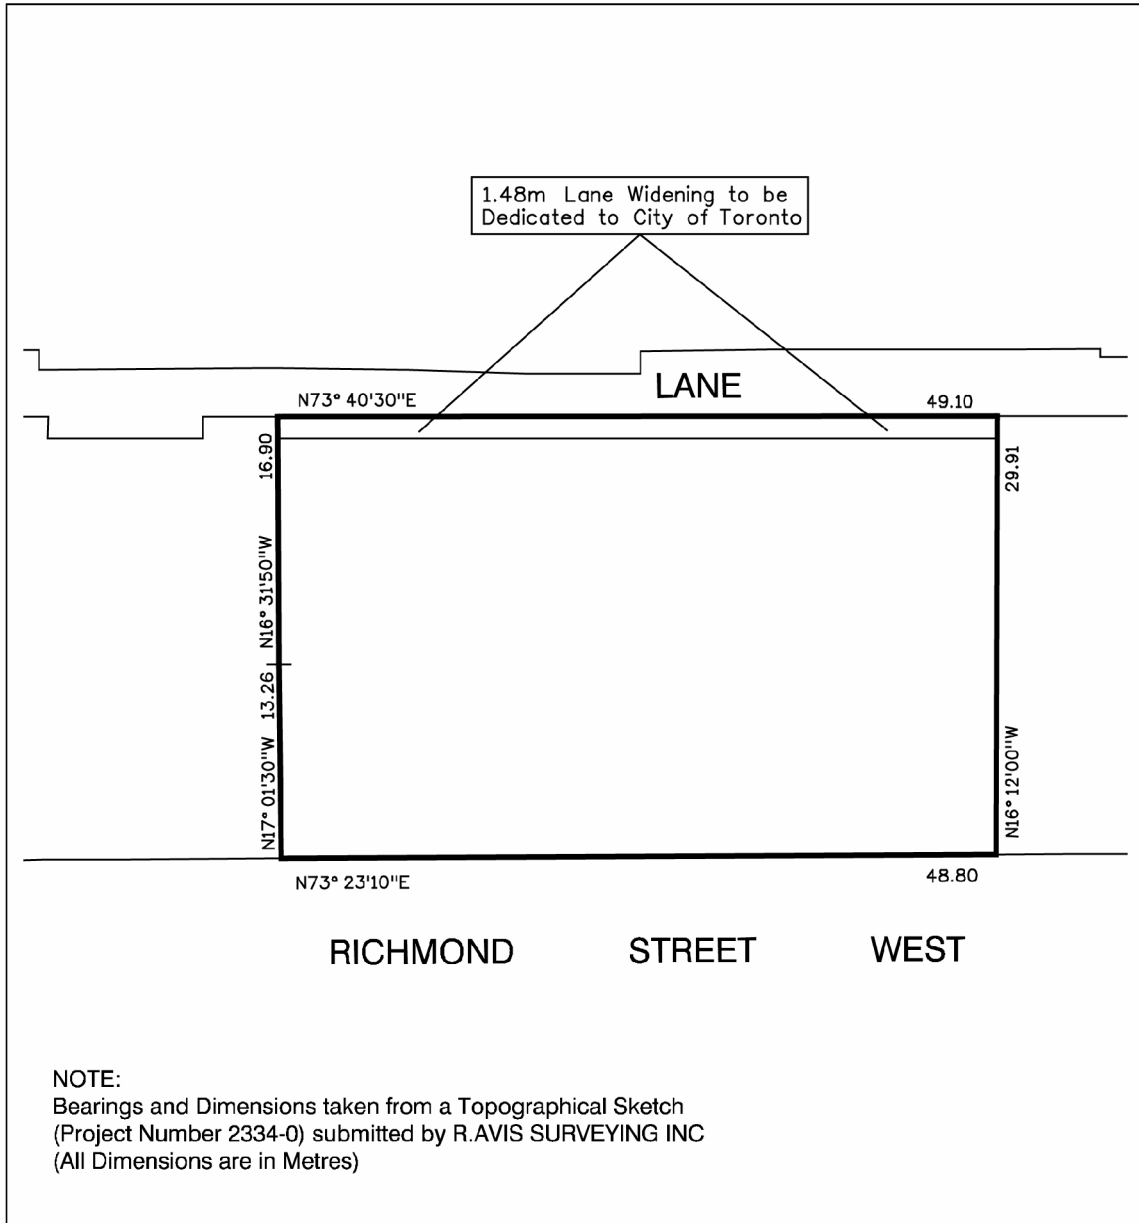 1.48m Lane Widening to be
Dedicated to City of Toronto
LANE
N73° 40'30"E
49.10
16.90
29.91
N16° 31'50"W
13.26
N17° 01'30"W
N16° 12'00"W
N73° 23'10"E
48.80
RICHMOND STREET WEST
NOTE:
Bearings and Dimensions taken from a Topographical Sketch
(Project Number 2334-0) submitted by R.AVIS SURVEYING INC
(All Dimensions are in Metres)